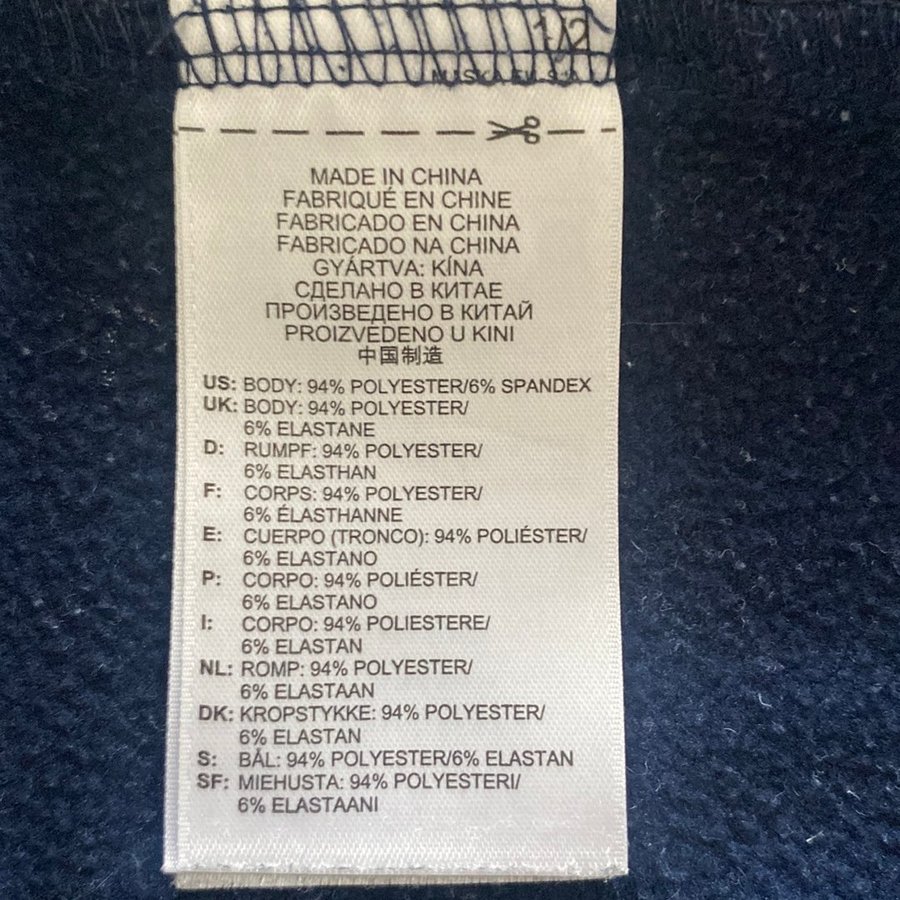 1/2
MADE IN CHINA
FABRIQUÉ EN CHINE
FABRICADO EN CHINA
FABRICADO NA CHINA
GYÁRTVA: KÍNA
СДЕЛАНО В КИТАЕ
ПРОИЗВЕДЕНО В КИТАЙ
PROIZVEDENO U KINI
中国制造
US: BODY: 94% POLYESTER/6% SPANDEX
UK: BODY: 94% POLYESTER/
6% ELASTANE
D: RUMPF: 94% POLYESTER/
6% ELASTHAN
F: CORPS: 94% POLYESTER/
6% ÉLASTHANNE
E: CUERPO (TRONCO): 94% POLIÉSTER/
6% ELASTANO
P: CORPO: 94% POLIÉSTER/
6% ELASTANO
I: CORPO: 94% POLIESTERE/
6% ELASTAN
NL: ROMP: 94% POLYESTER/
6% ELASTAAN
DK: KROPSTYKKE: 94% POLYESTER/
6% ELASTAN
S: BÅL: 94% POLYESTER/6% ELASTAN
SF: MIEHUSTA: 94% POLYESTERI/
6% ELASTAANI